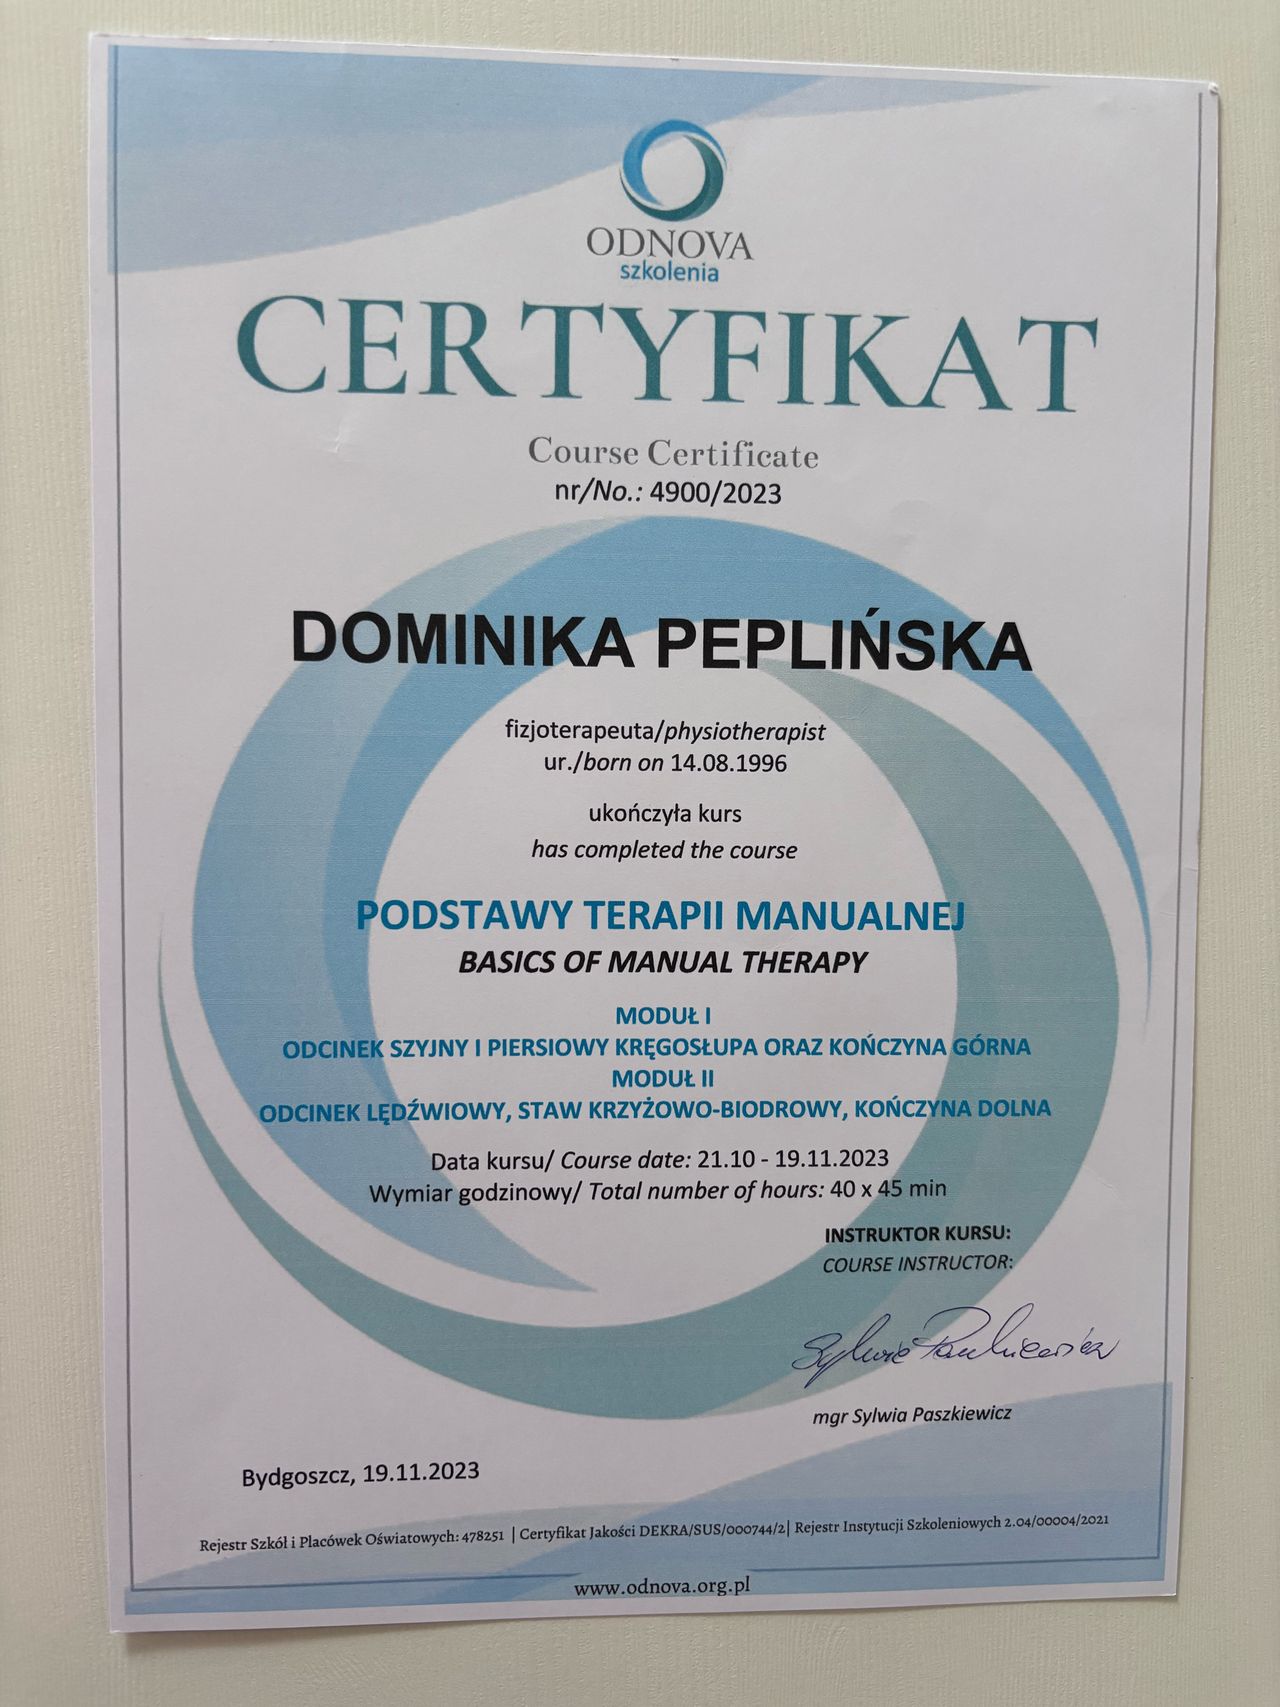 ODNOVA
szkolenia
CERTYFIKAT
Course Certificate
nr/No.: 4900/2023
DOMINIKA PEPLIŃSKA
fizjoterapeuta/physiotherapist
ur./born on 14.08.1996
ukończyła kurs
has completed the course
PODSTAWY TERAPII MANUALNEJ
BASICS OF MANUAL THERAPY
MODUŁ I
ODCINEK SZYJNY I PIERSIOWY KRĘGOSŁUPA ORAZ KOŃCZYNA GÓRNA
MODUŁ II
ODCINEK LĘDŹWIOWY, STAW KRZYŻOWO-BIODROWY, KOŃCZYNA DOLNA
Data kursu/ Course date: 21.10 - 19.11.2023
Wymiar godzinowy/ Total number of hours: 40 x 45 min
INSTRUKTOR KURSU:
COURSE INSTRUCTOR:
Sylwia Paszkiewicz
mgr Sylwia Paszkiewicz
Bydgoszcz, 19.11.2023
Rejestr Szkół i Placówek Oświatowych: 478251 | Certyfikat Jakości DEKRA/SUS/000744/2| Rejestr Instytucji Szkoleniowych 2.04/00004/2021
www.odnova.org.pl